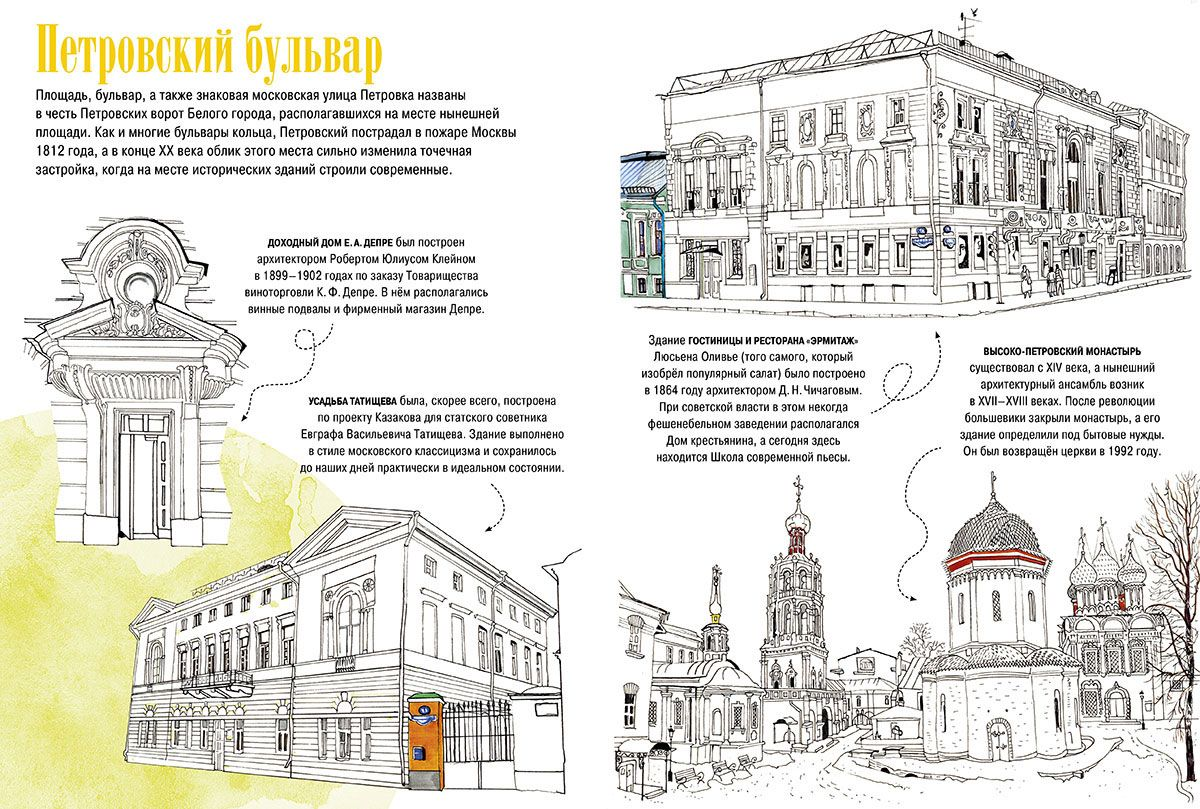 Петровский бульвар
Площадь, бульвар, а также знаковая московская улица Петровка названы
в честь Петровских ворот Белого города, располагавшихся на месте нынешней
площади. Как и многие бульвары кольца, Петровский пострадал в пожаре Москвы
1812 года, а в конце XX века облик этого места сильно изменила точечная
застройка, когда на месте исторических зданий строили современные.
ДОХОДНЫЙ ДОМ Е. А. ДЕПРЕ был построен
архитектором Робертом Юлиусом Клейном
в 1899–1902 годах по заказу Товарищества
виноторговли К. Ф. Депре. В нём располагались
винные подвалы и фирменный магазин Депре.
УСАДЬБА ТАТИЩЕВА была, скорее всего, построена
по проекту Казакова для статского советника
Евграфа Васильевича Татищева. Здание выполнено
в стиле московского классицизма и сохранилось
до наших дней практически в идеальном состоянии.
Здание ГОСТИНИЦЫ И РЕСТОРАНА «ЭРМИТАЖ»
Люсьена Оливье (того самого, который
изобрёл популярный салат) было построено
в 1864 году архитектором Д. Н. Чичаговым.
При советской власти в этом некогда
фешенебельном заведении располагался
Дом крестьянина, а сегодня здесь
находится Школа современной пьесы.
ВЫСОКО-ПЕТРОВСКИЙ МОНАСТЫРЬ
существовал с XIV века, а нынешний
архитектурный ансамбль возник
в XVII–XVIII веках. После революции
большевики закрыли монастырь, а его
здание определили под бытовые нужды.
Он был возвращён церкви в 1992 году.